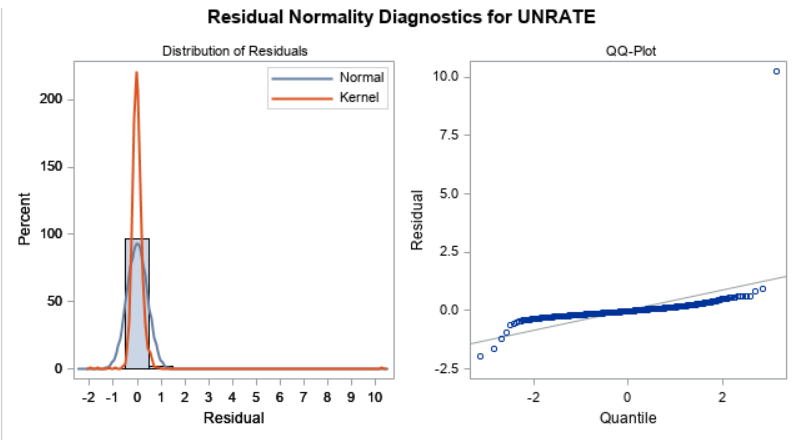 Residual Normality Diagnostics for UNRATE
Distribution of Residuals
Normal
Kernel
200
150
100
50
0
Percent
-2 -1 0 1 2 3 4 5 6 7 8 9 10
Residual
QQ-Plot
10.0
7.5
5.0
2.5
0.0
-2.5
Residual
-2 0 2
Quantile